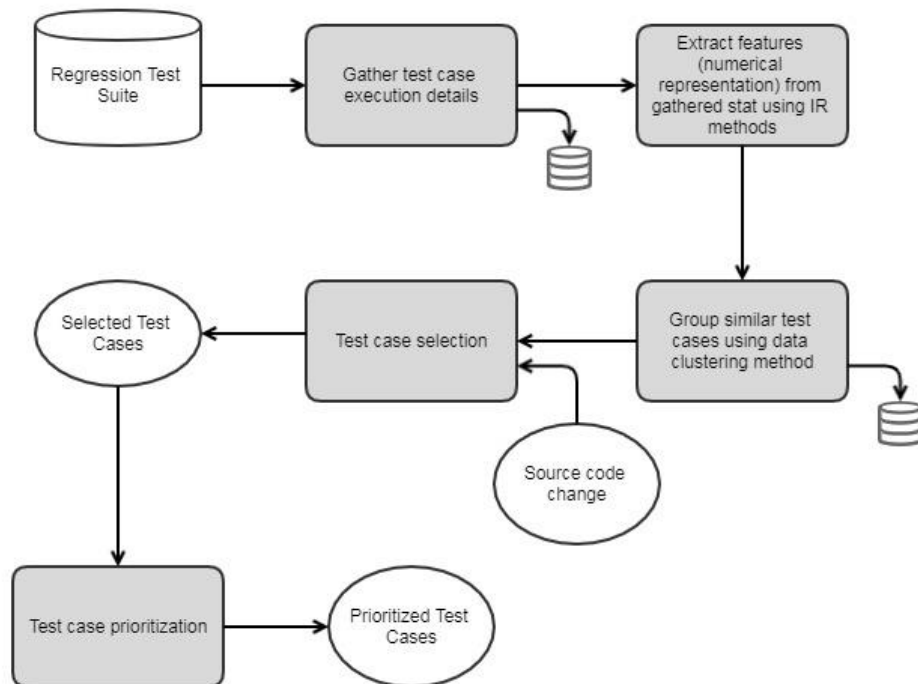 Regression Test
Suite
Gather test case
execution details
Extract features
(numerical
representation) from
gathered stat using IR
methods
Group similar test
cases using data
clustering method
Test case selection
Selected Test
Cases
Source code
change
Test case prioritization
Prioritized Test
Cases